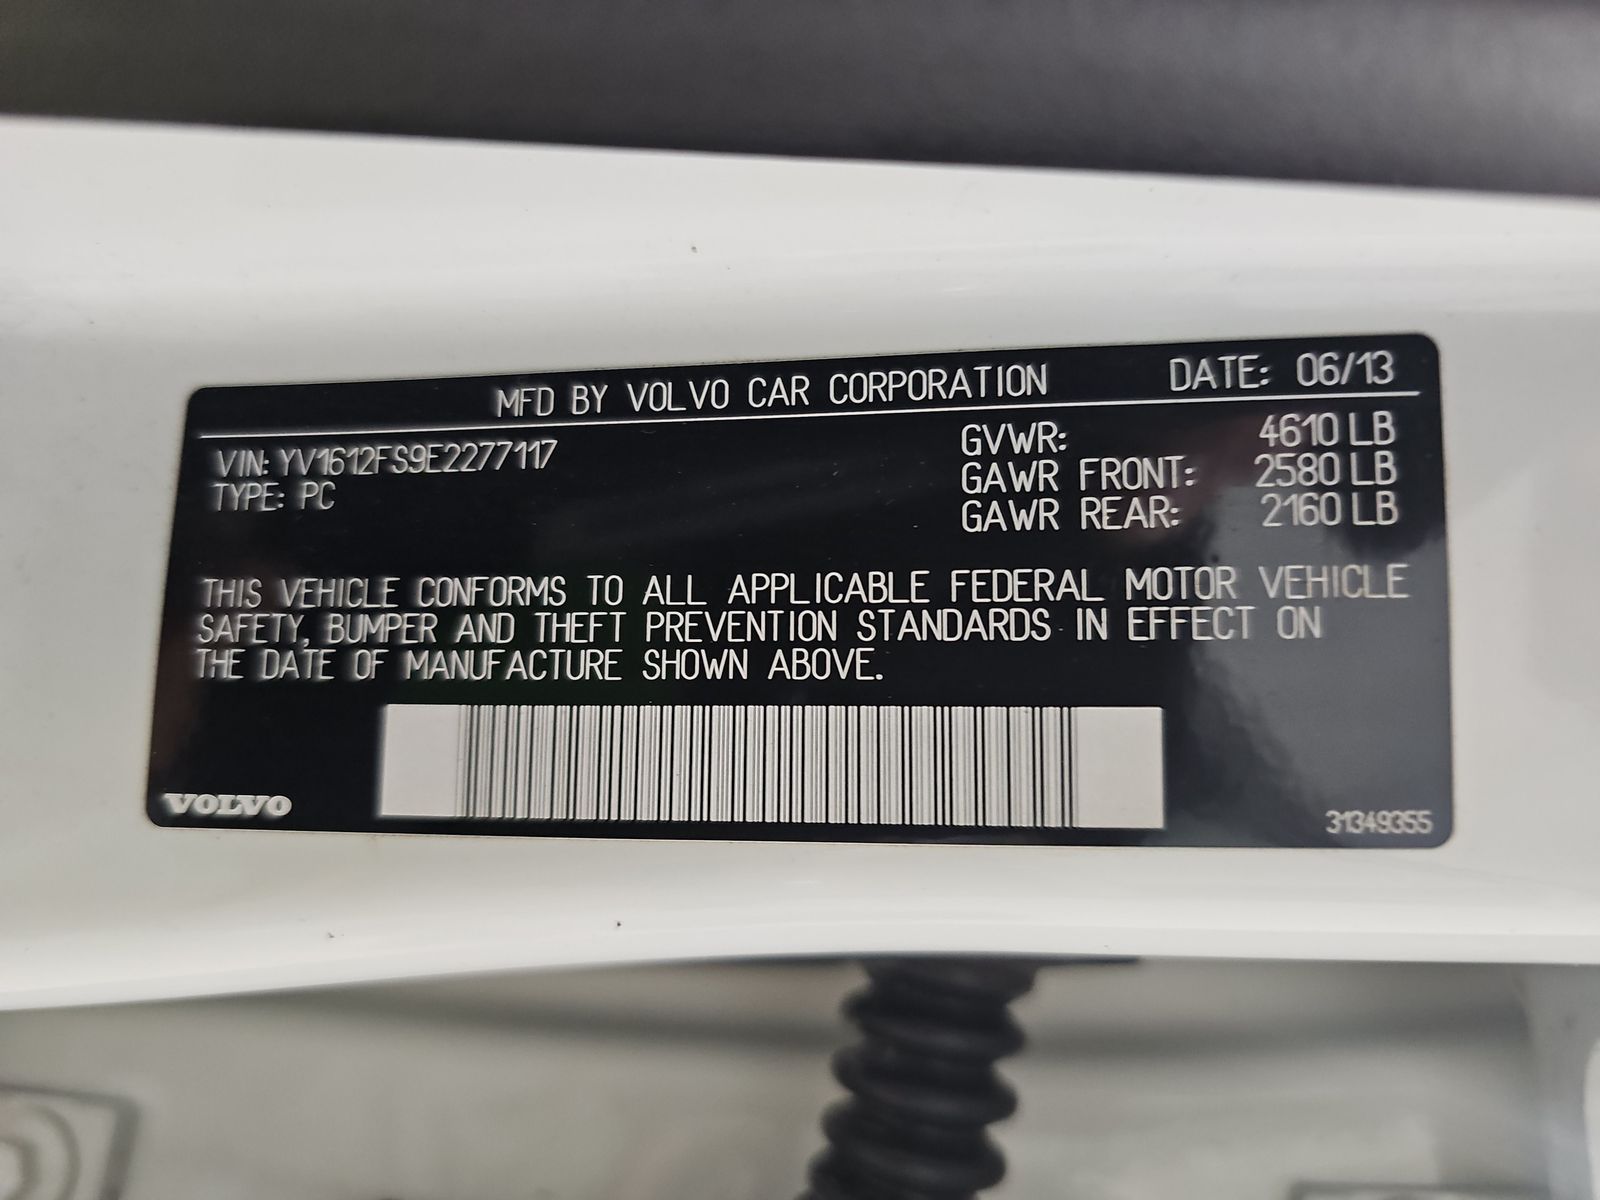 MFD BY VOLVO CAR CORPORATION DATE: 06/13
VIN: YV1612FS9E2277117 GVWR: 4610 LB
TYPE: PC GAWR FRONT: 2580 LB
GAWR REAR: 2160 LB
THIS VEHICLE CONFORMS TO ALL APPLICABLE FEDERAL MOTOR VEHICLE
SAFETY, BUMPER AND THEFT PREVENTION STANDARDS IN EFFECT ON
THE DATE OF MANUFACTURE SHOWN ABOVE.
VOLVO 31349355